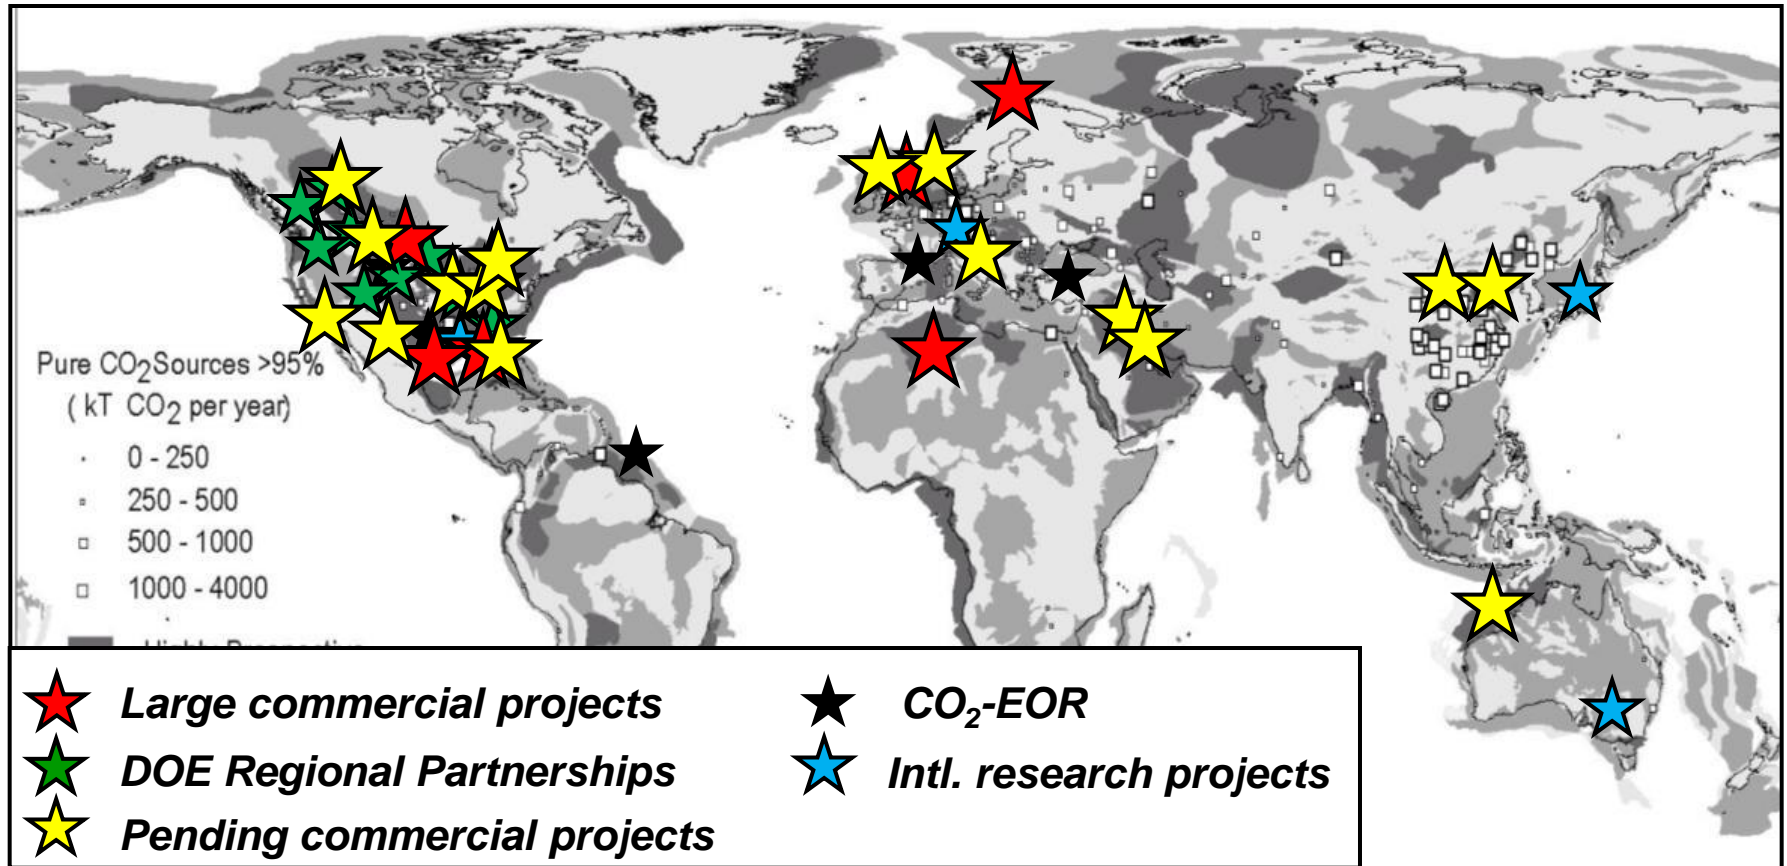 Pure CO₂Sources >95%
( kT CO₂ per year)
0 - 250
250 - 500
500 - 1000
1000 - 4000
Large commercial projects
DOE Regional Partnerships
Pending commercial projects
CO₂-EOR
Intl. research projects